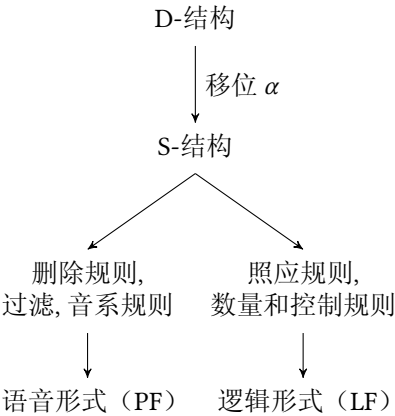 D-结构
移位 α
S-结构
删除规则,
过滤, 音系规则
照应规则,
数量和控制规则
语音形式（PF）
逻辑形式（LF）